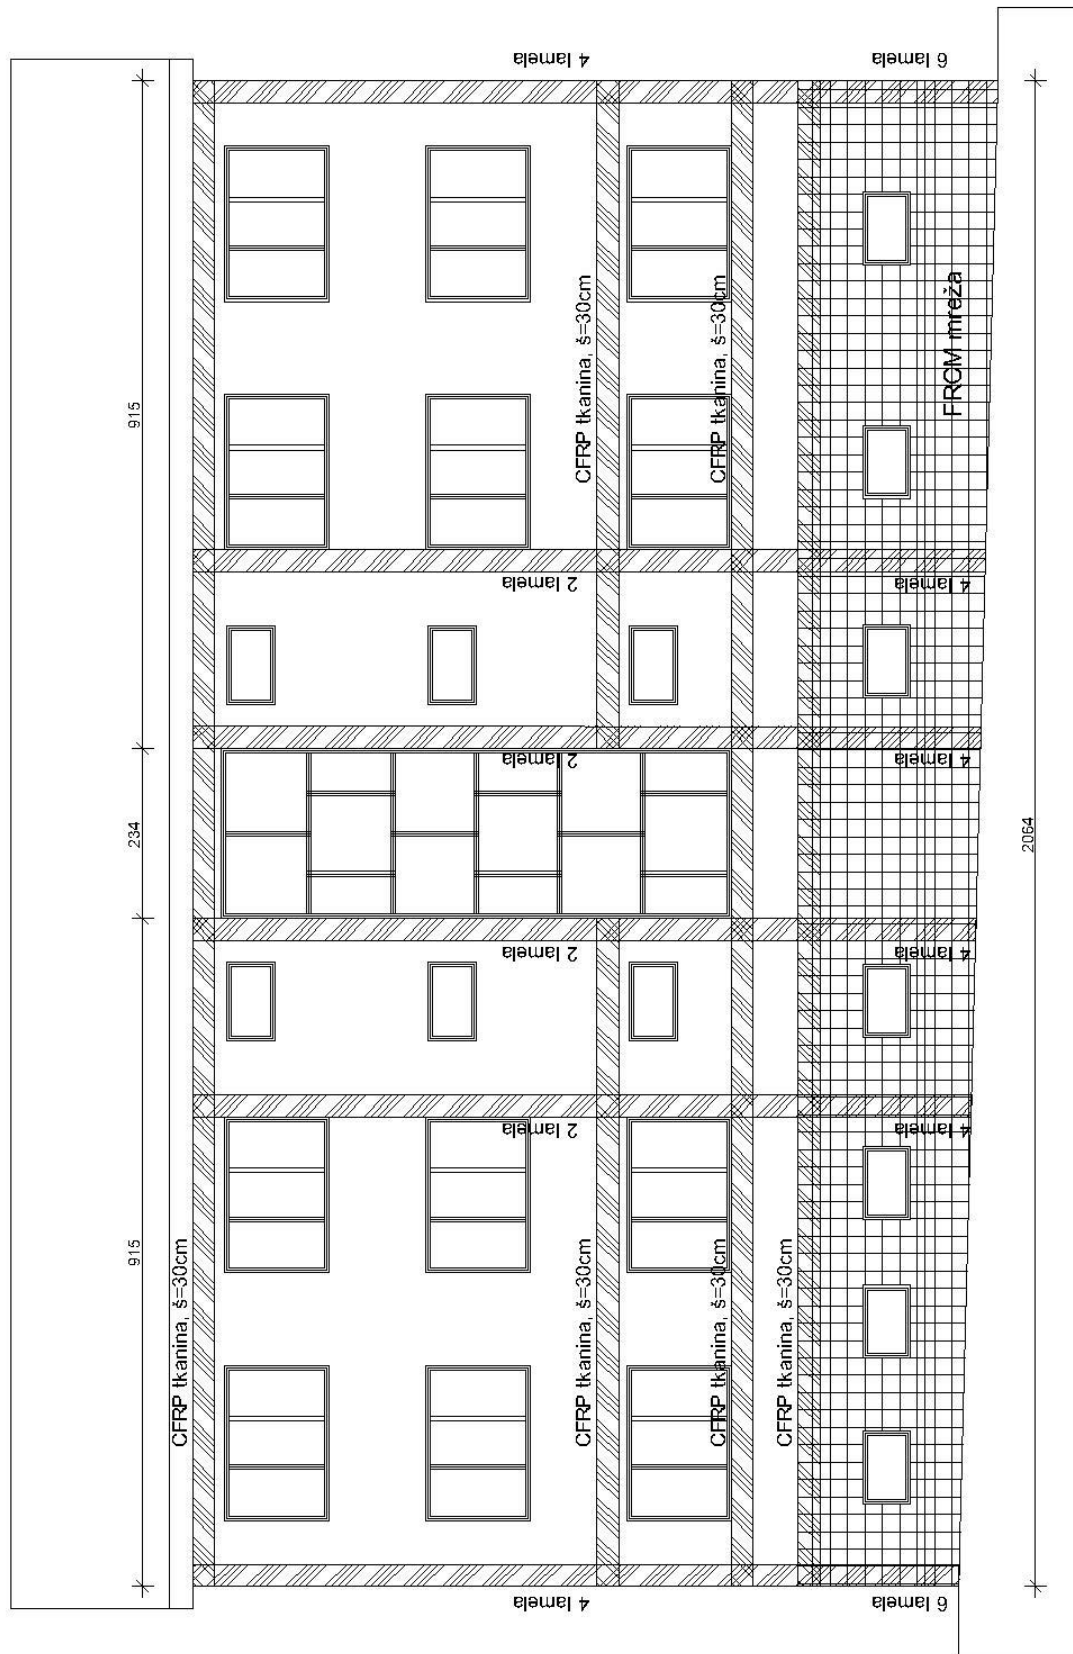 4 lamela
6 lamela
915
CFRP tkanina, š=30cm
CFRP tkanina, š=30cm
FRCM mreža
2 lamela
4 lamela
2 lamela
4 lamela
234
2064
2 lamela
4 lamela
2 lamela
4 lamela
915
CFRP tkanina, š=30cm
CFRP tkanina, š=30cm
CFRP tkanina, š=30cm
CFRP tkanina, š=30cm
4 lamela
6 lamela